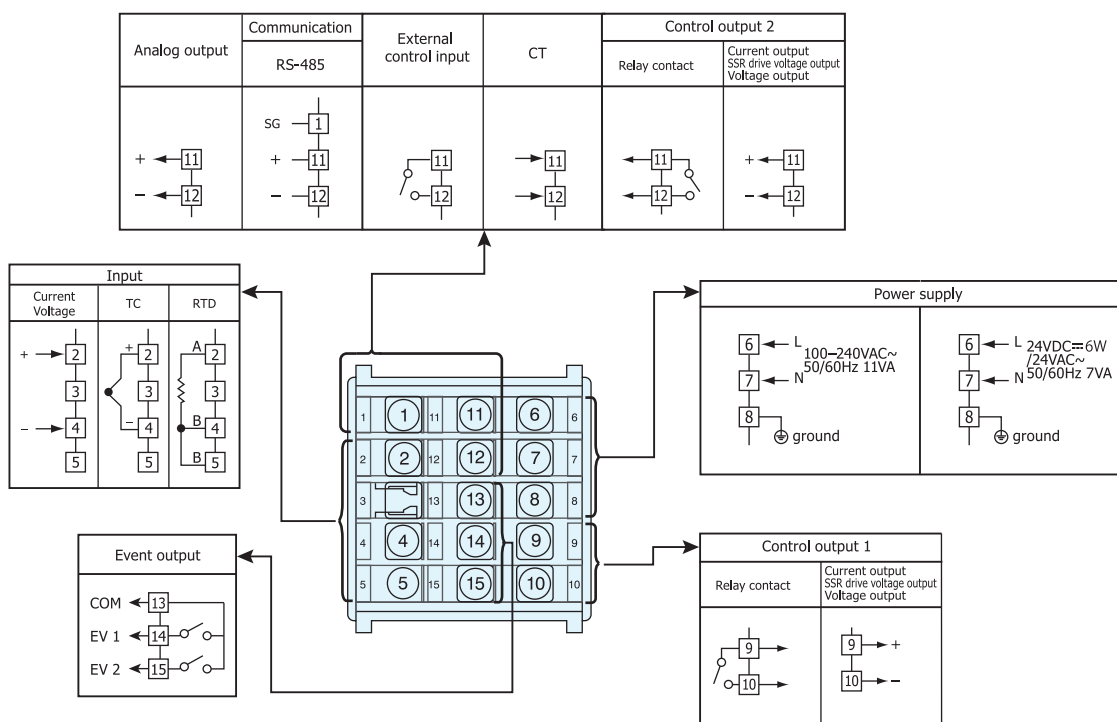 Analog output
Communication
RS-485
External
control input
CT
Control output 2
Relay contact
Current output
SSR drive voltage output
Voltage output
+ 11
- 12
SG 1
+ 11
- 12
11
12
11
12
11
12
+ 11
- 12
Input
Current
Voltage
TC
RTD
+ 2
3
- 4
5
+ 2
3
- 4
5
A 2
3
B 4
B 5
Power supply
6 L
7 N
100-240VAC~
50/60Hz 11VA
8
ground
6 L
7 N
24VDC⎓6W
/24VAC~
50/60Hz 7VA
8
ground
1 1 11 11 6 6
2 2 12 12 7 7
3 13 13 8 8
4 4 14 14 9 9
5 5 15 15 10 10
Event output
COM 13
EV 1 14
EV 2 15
Control output 1
Relay contact
Current output
SSR drive voltage output
Voltage output
9
10
9 +
10 -